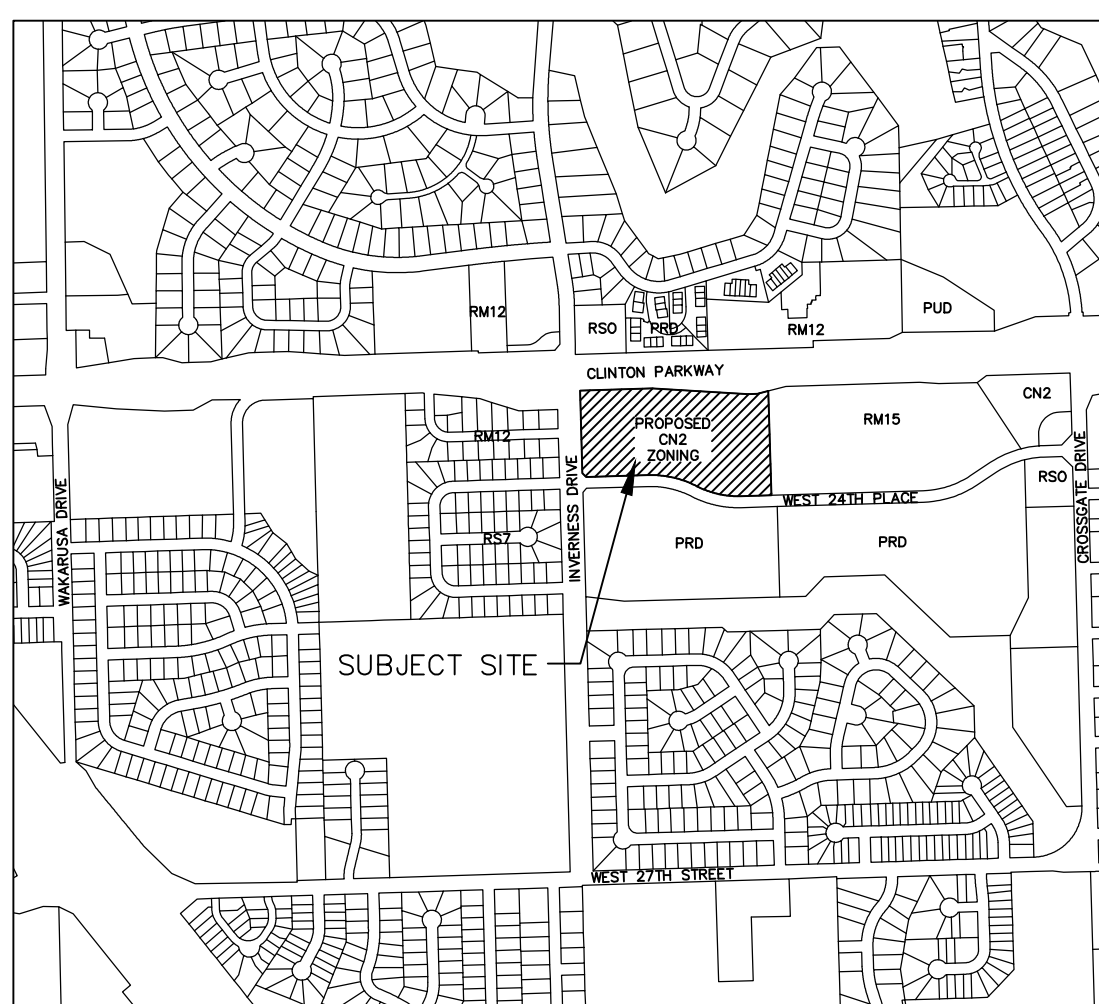 RM12
RSO
PRD
RM12
PUD
CLINTON PARKWAY
PROPOSED
CN2
ZONING
RM15
CN2
RM12
RS7
INVERNESS DRIVE
WEST 24TH PLACE
RSO
CROSSGATE DRIVE
WAKARUSA DRIVE
PRD
PRD
SUBJECT SITE
WEST 27TH STREET